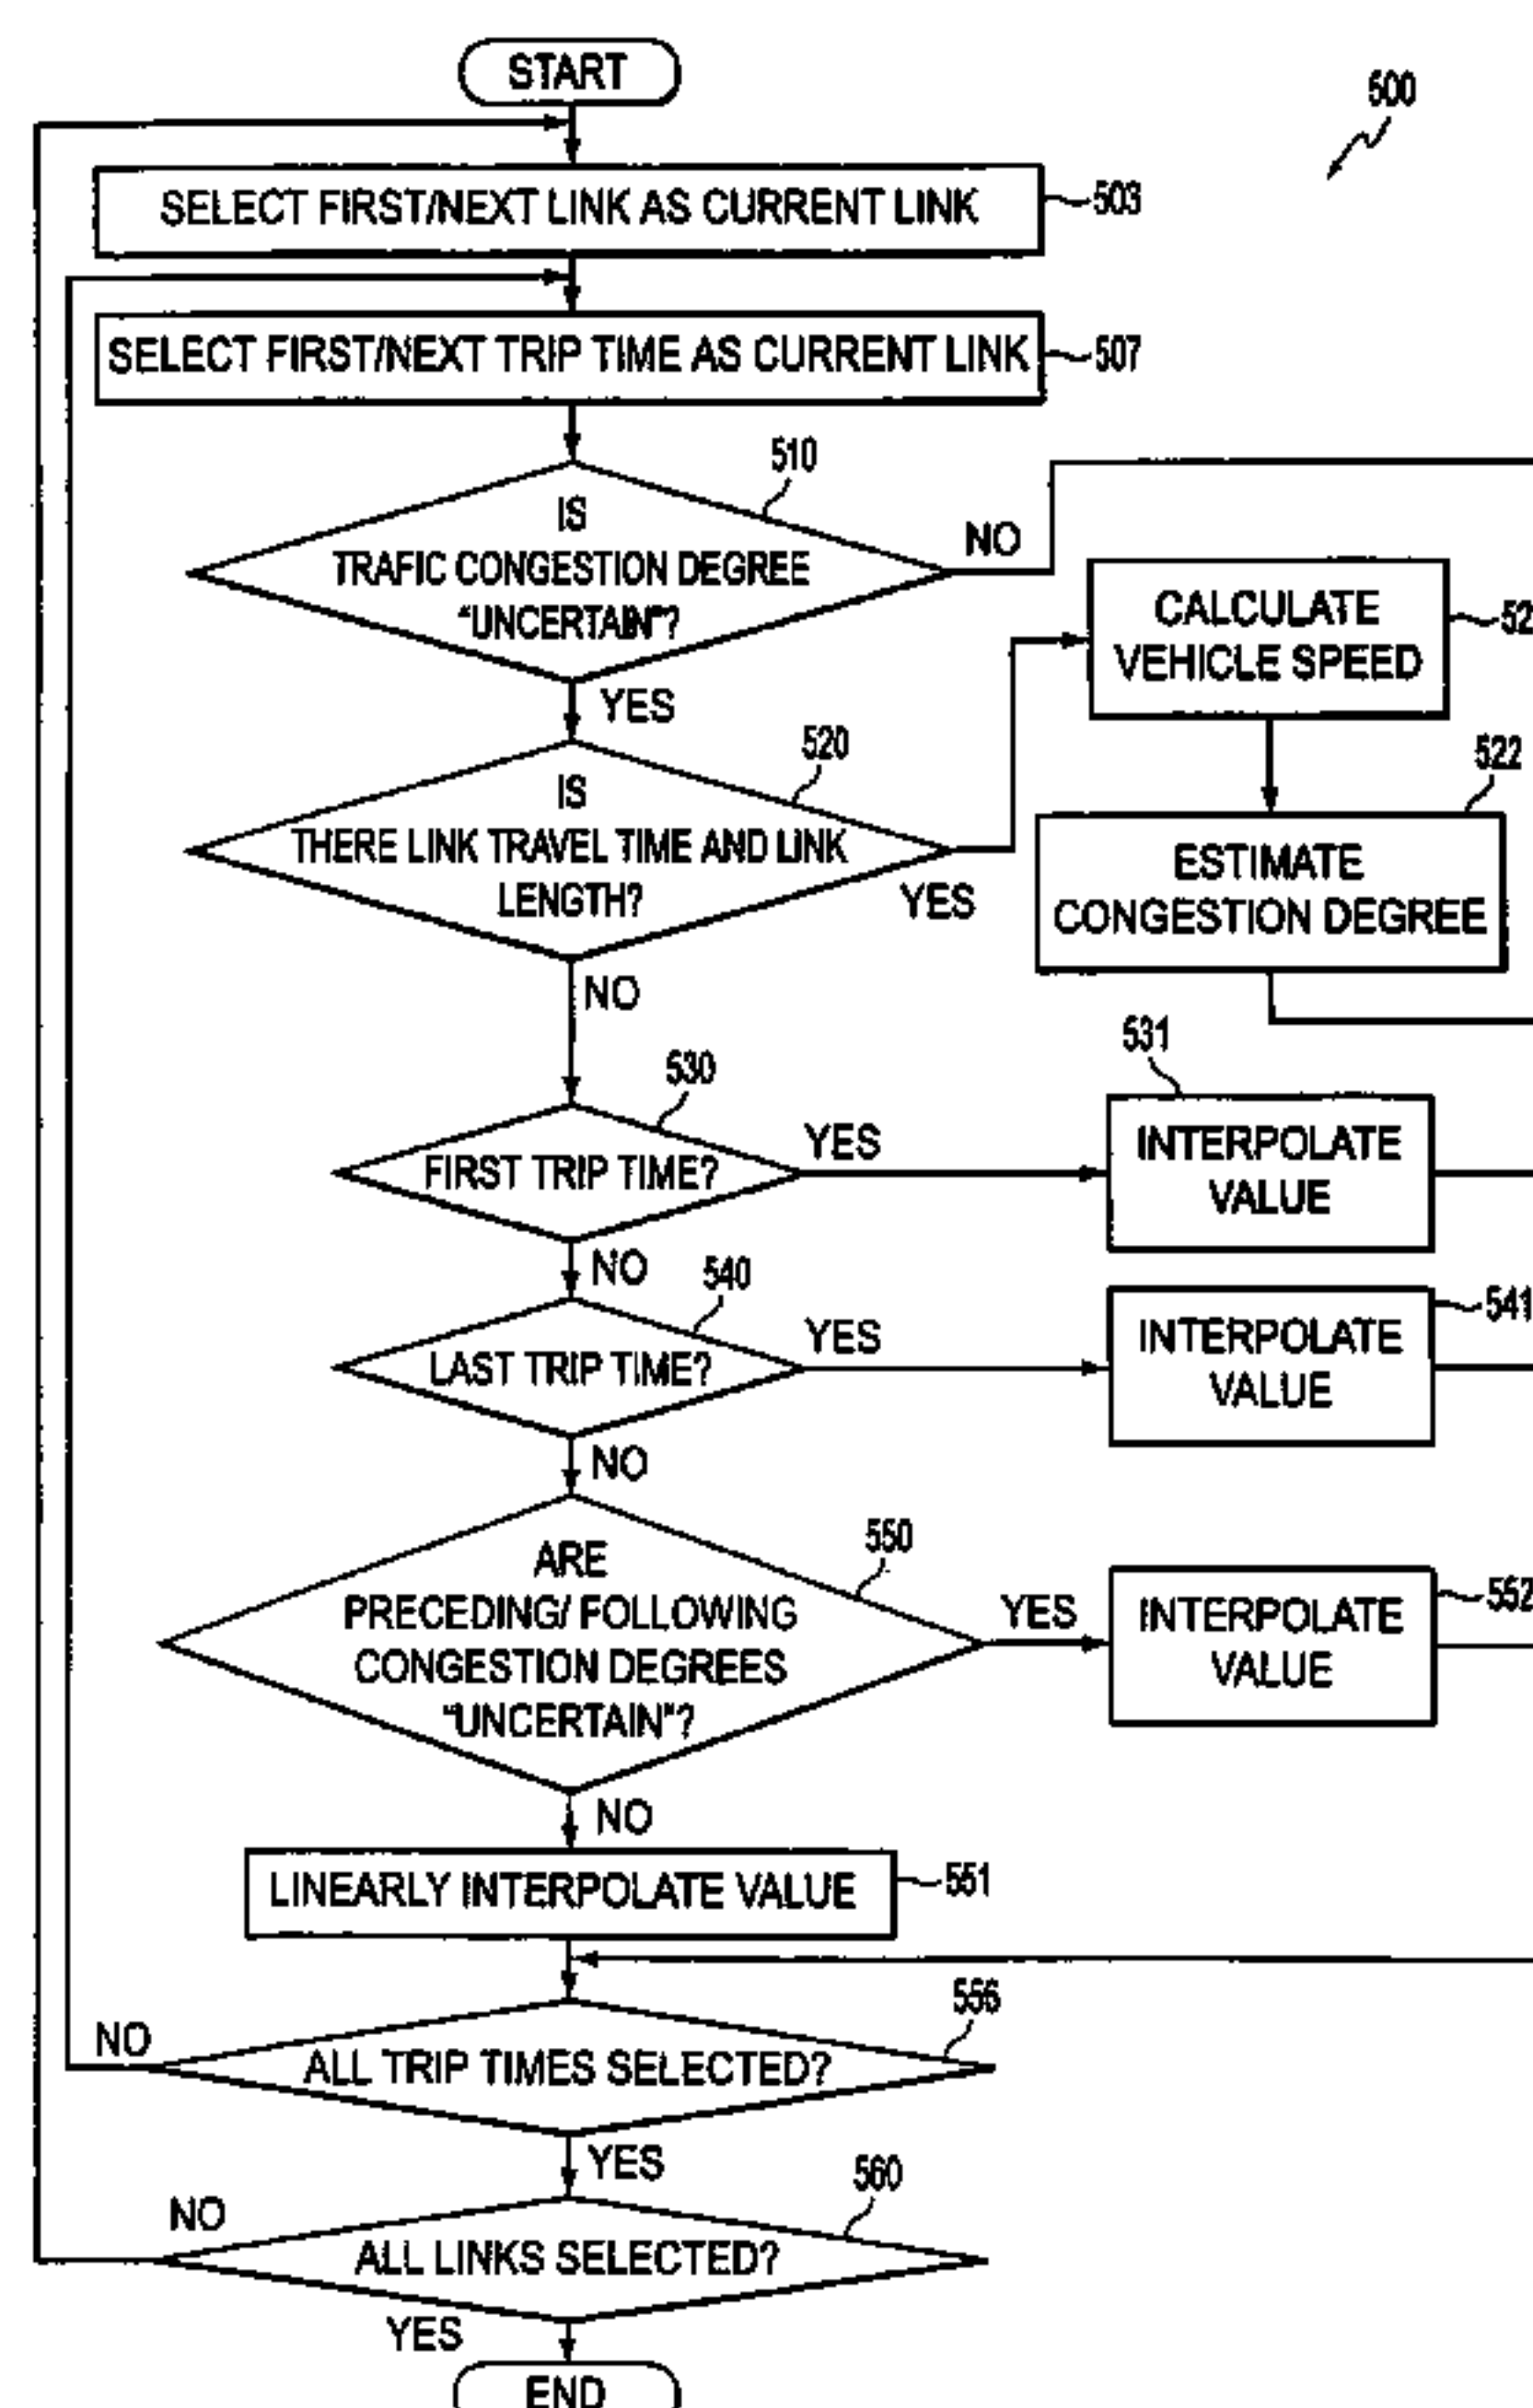 START
500
SELECT FIRST/NEXT LINK AS CURRENT LINK
503
SELECT FIRST/NEXT TRIP TIME AS CURRENT LINK
507
510
IS
TRAFIC CONGESTION DEGREE
"UNCERTAIN"?
NO
YES
CALCULATE
VEHICLE SPEED
52
520
IS
THERE LINK TRAVEL TIME AND LINK
LENGTH?
YES
NO
522
ESTIMATE
CONGESTION DEGREE
530
FIRST TRIP TIME?
YES
NO
531
INTERPOLATE
VALUE
540
LAST TRIP TIME?
YES
NO
541
INTERPOLATE
VALUE
550
ARE
PRECEDING/ FOLLOWING
CONGESTION DEGREES
"UNCERTAIN"?
YES
NO
552
INTERPOLATE
VALUE
LINEARLY INTERPOLATE VALUE
551
556
ALL TRIP TIMES SELECTED?
NO
YES
560
ALL LINKS SELECTED?
NO
YES
END